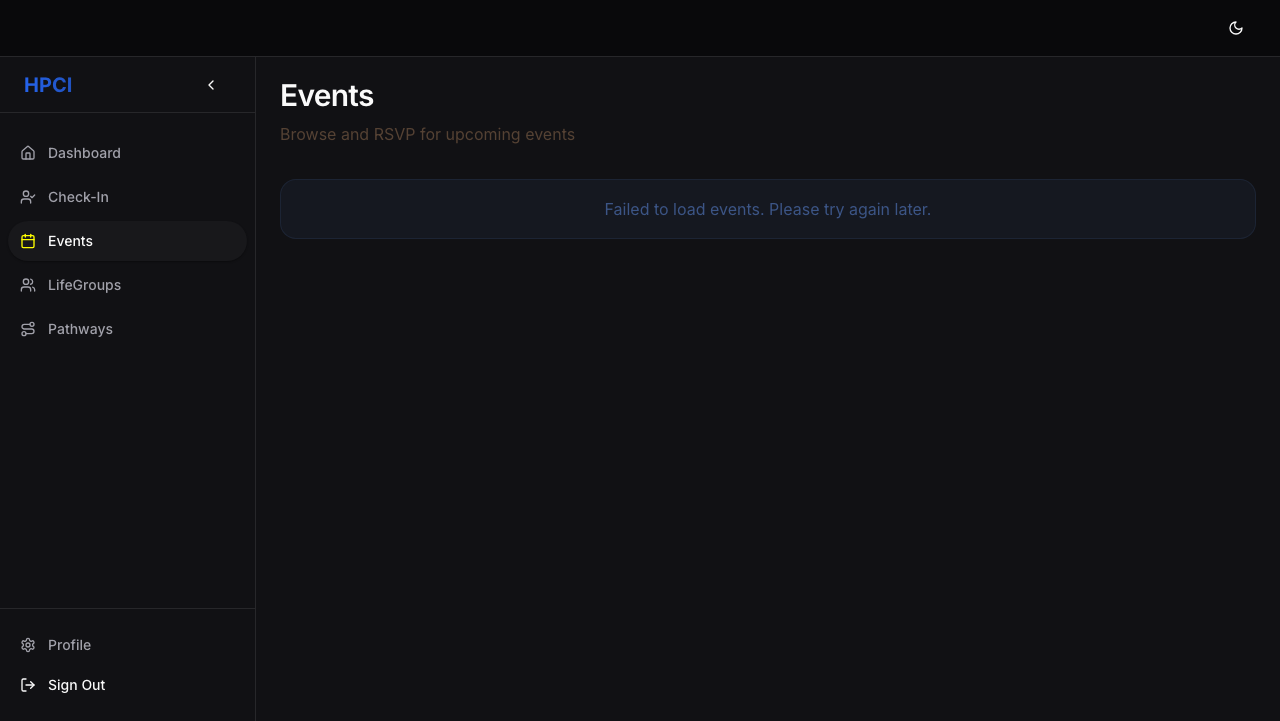 HPCI
Dashboard
Check-In
Events
LifeGroups
Pathways
Profile
Sign Out
Events
Browse and RSVP for upcoming events
Failed to load events. Please try again later.